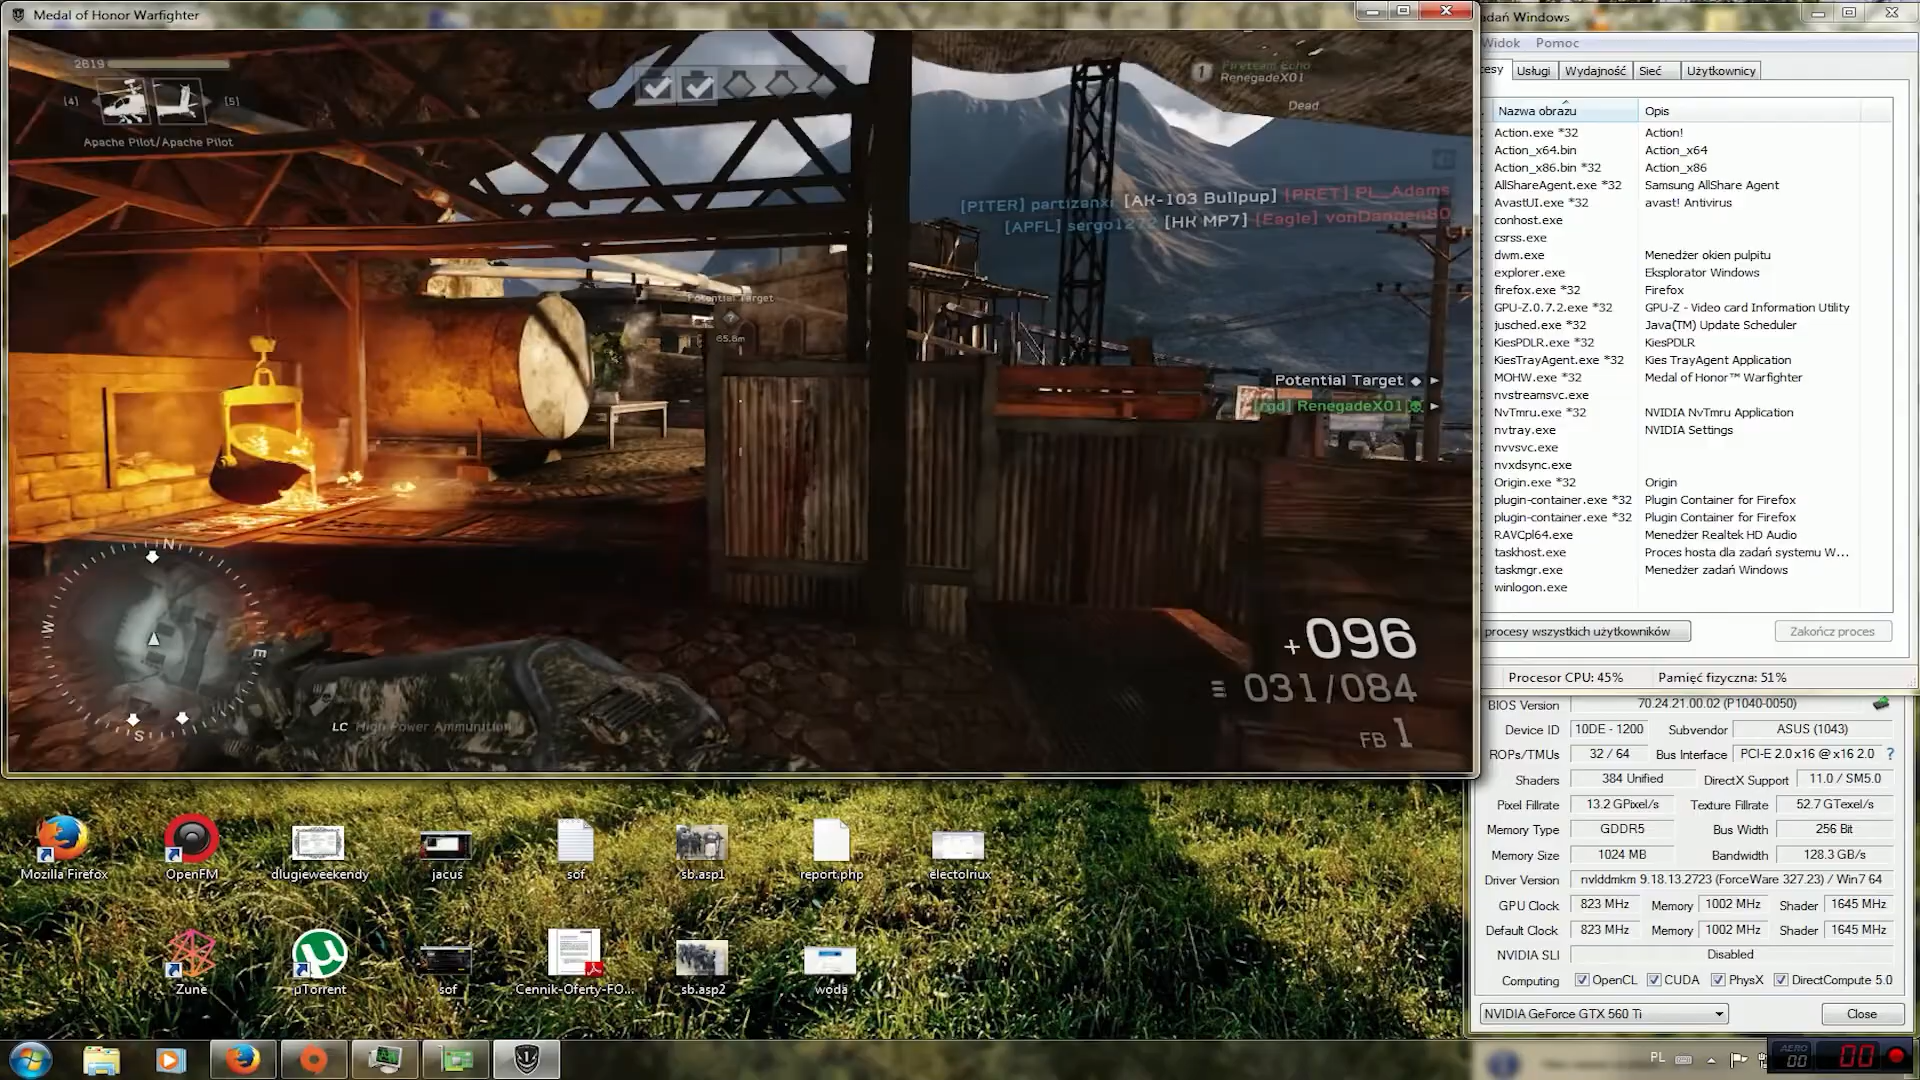 Medal of Honor Warfighter
2619
[4]
[5]
Apache Pilot/Apache Pilot
1 Fireteam Echo
RenegadeX01
Dead
[PITER] partizanxi [AK-103 Bullpup] [PRET] PL_Adams
[APFL] sergo1272 [HK MP7] [Eagle] vonDannen80
Potential Target
65.6m
Potential Target
[rgd] RenegadeX01
N
W
E
S
+096
031/084
FB 1
LC High Power Ammunition
adań Windows
Widok Pomoc
esy Usługi Wydajność Sieć Użytkownicy
Nazwa obrazu Opis
Action.exe *32 Action!
Action_x64.bin Action_x64
Action_x86.bin *32 Action_x86
AllShareAgent.exe *32 Samsung AllShare Agent
AvastUI.exe *32 avast! Antivirus
conhost.exe
csrss.exe
dwm.exe Menedżer okien pulpitu
explorer.exe Eksplorator Windows
firefox.exe *32 Firefox
GPU-Z.0.7.2.exe *32 GPU-Z - Video card Information Utility
jusched.exe *32 Java(TM) Update Scheduler
KiesPDLR.exe *32 KiesPDLR
KiesTrayAgent.exe *32 Kies TrayAgent Application
MOHW.exe *32 Medal of Honor™ Warfighter
nvstreamsvc.exe
NvTmru.exe *32 NVIDIA NvTmru Application
nvtray.exe NVIDIA Settings
nvvsvc.exe
nvxdsync.exe
Origin.exe *32 Origin
plugin-container.exe *32 Plugin Container for Firefox
plugin-container.exe *32 Plugin Container for Firefox
RAVCpl64.exe Menedżer Realtek HD Audio
taskhost.exe Proces hosta dla zadań systemu W...
taskmgr.exe Menedżer zadań Windows
winlogon.exe
procesy wszystkich użytkowników Zakończ proces
Procesor CPU: 45% Pamięć fizyczna: 51%
BIOS Version 70.24.21.00.02 (P1040-0050)
Device ID 10DE - 1200 Subvendor ASUS (1043)
ROPs/TMUs 32 / 64 Bus Interface PCI-E 2.0 x16 @ x16 2.0 ?
Shaders 384 Unified DirectX Support 11.0 / SM5.0
Pixel Fillrate 13.2 GPixel/s Texture Fillrate 52.7 GTexel/s
Memory Type GDDR5 Bus Width 256 Bit
Memory Size 1024 MB Bandwidth 128.3 GB/s
Driver Version nvlddmkm 9.18.13.2723 (ForceWare 327.23) / Win7 64
GPU Clock 823 MHz Memory 1002 MHz Shader 1645 MHz
Default Clock 823 MHz Memory 1002 MHz Shader 1645 MHz
NVIDIA SLI Disabled
Computing OpenCL CUDA PhysX DirectCompute 5.0
NVIDIA GeForce GTX 560 Ti Close
Mozilla Firefox OpenFM dlugieweekendy jacus sof sb.asp1 report.php electolriux
Zune µTorrent sof Cennik-Oferty-FO... sb.asp2 woda
PL
AERO
00
00